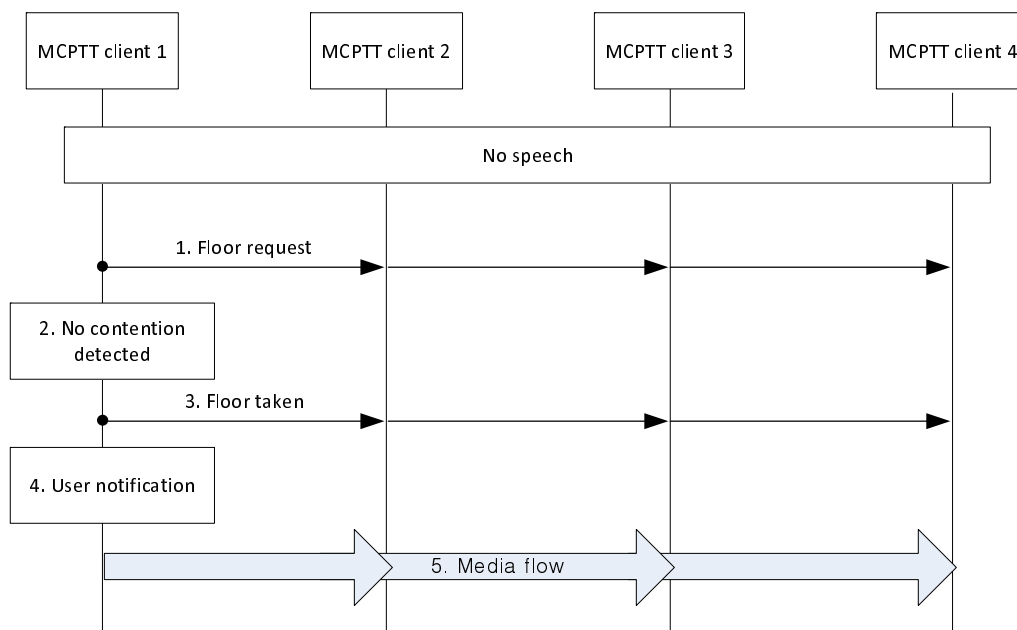 MCPTT client 1
MCPTT client 2
MCPTT client 3
MCPTT client 4
No speech
1. Floor request
2. No contention
detected
3. Floor taken
4. User notification
5. Media flow